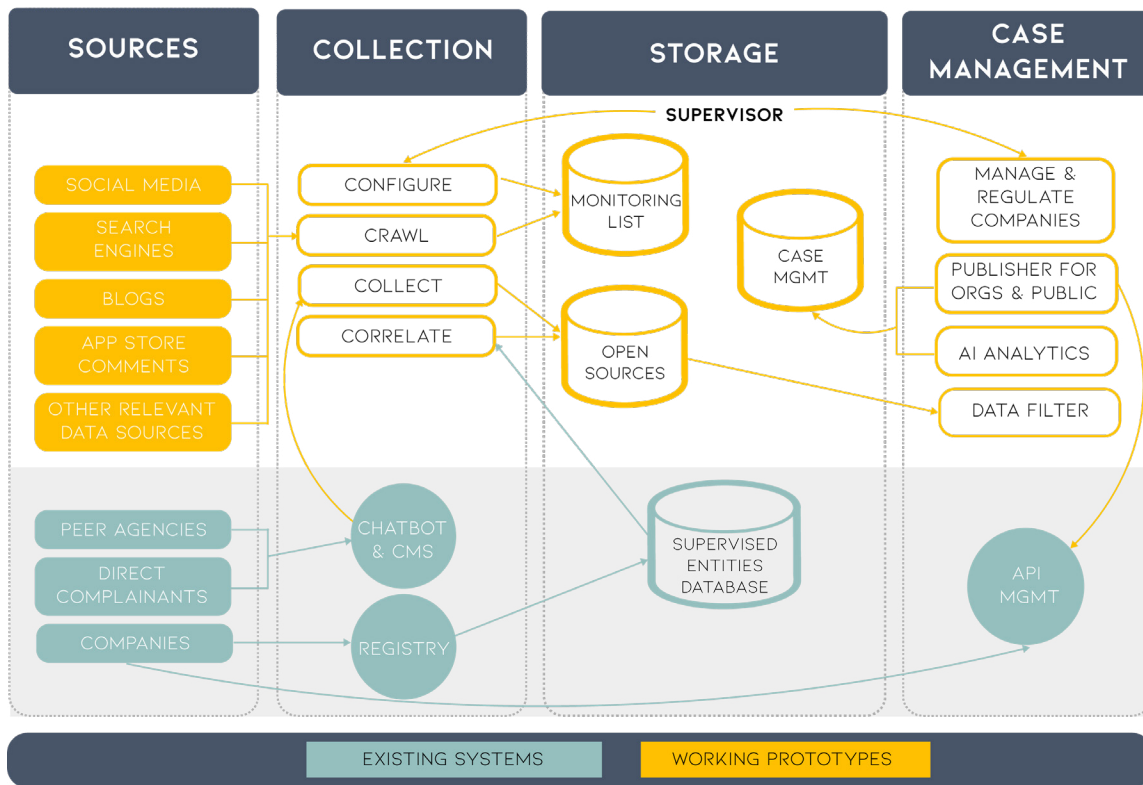 SOURCES
COLLECTION
STORAGE
CASE
MANAGEMENT
SUPERVISOR
SOCIAL MEDIA
SEARCH
ENGINES
BLOGS
APP STORE
COMMENTS
OTHER RELEVANT
DATA SOURCES
PEER AGENCIES
DIRECT
COMPLAINANTS
COMPANIES
CONFIGURE
CRAWL
COLLECT
CORRELATE
CHATBOT
& CMS
REGISTRY
MONITORING
LIST
CASE
MGMT
OPEN
SOURCES
SUPERVISED
ENTITIES
DATABASE
MANAGE &
REGULATE
COMPANIES
PUBLISHER FOR
ORGS & PUBLIC
AI ANALYTICS
DATA FILTER
API
MGMT
EXISTING SYSTEMS
WORKING PROTOTYPES